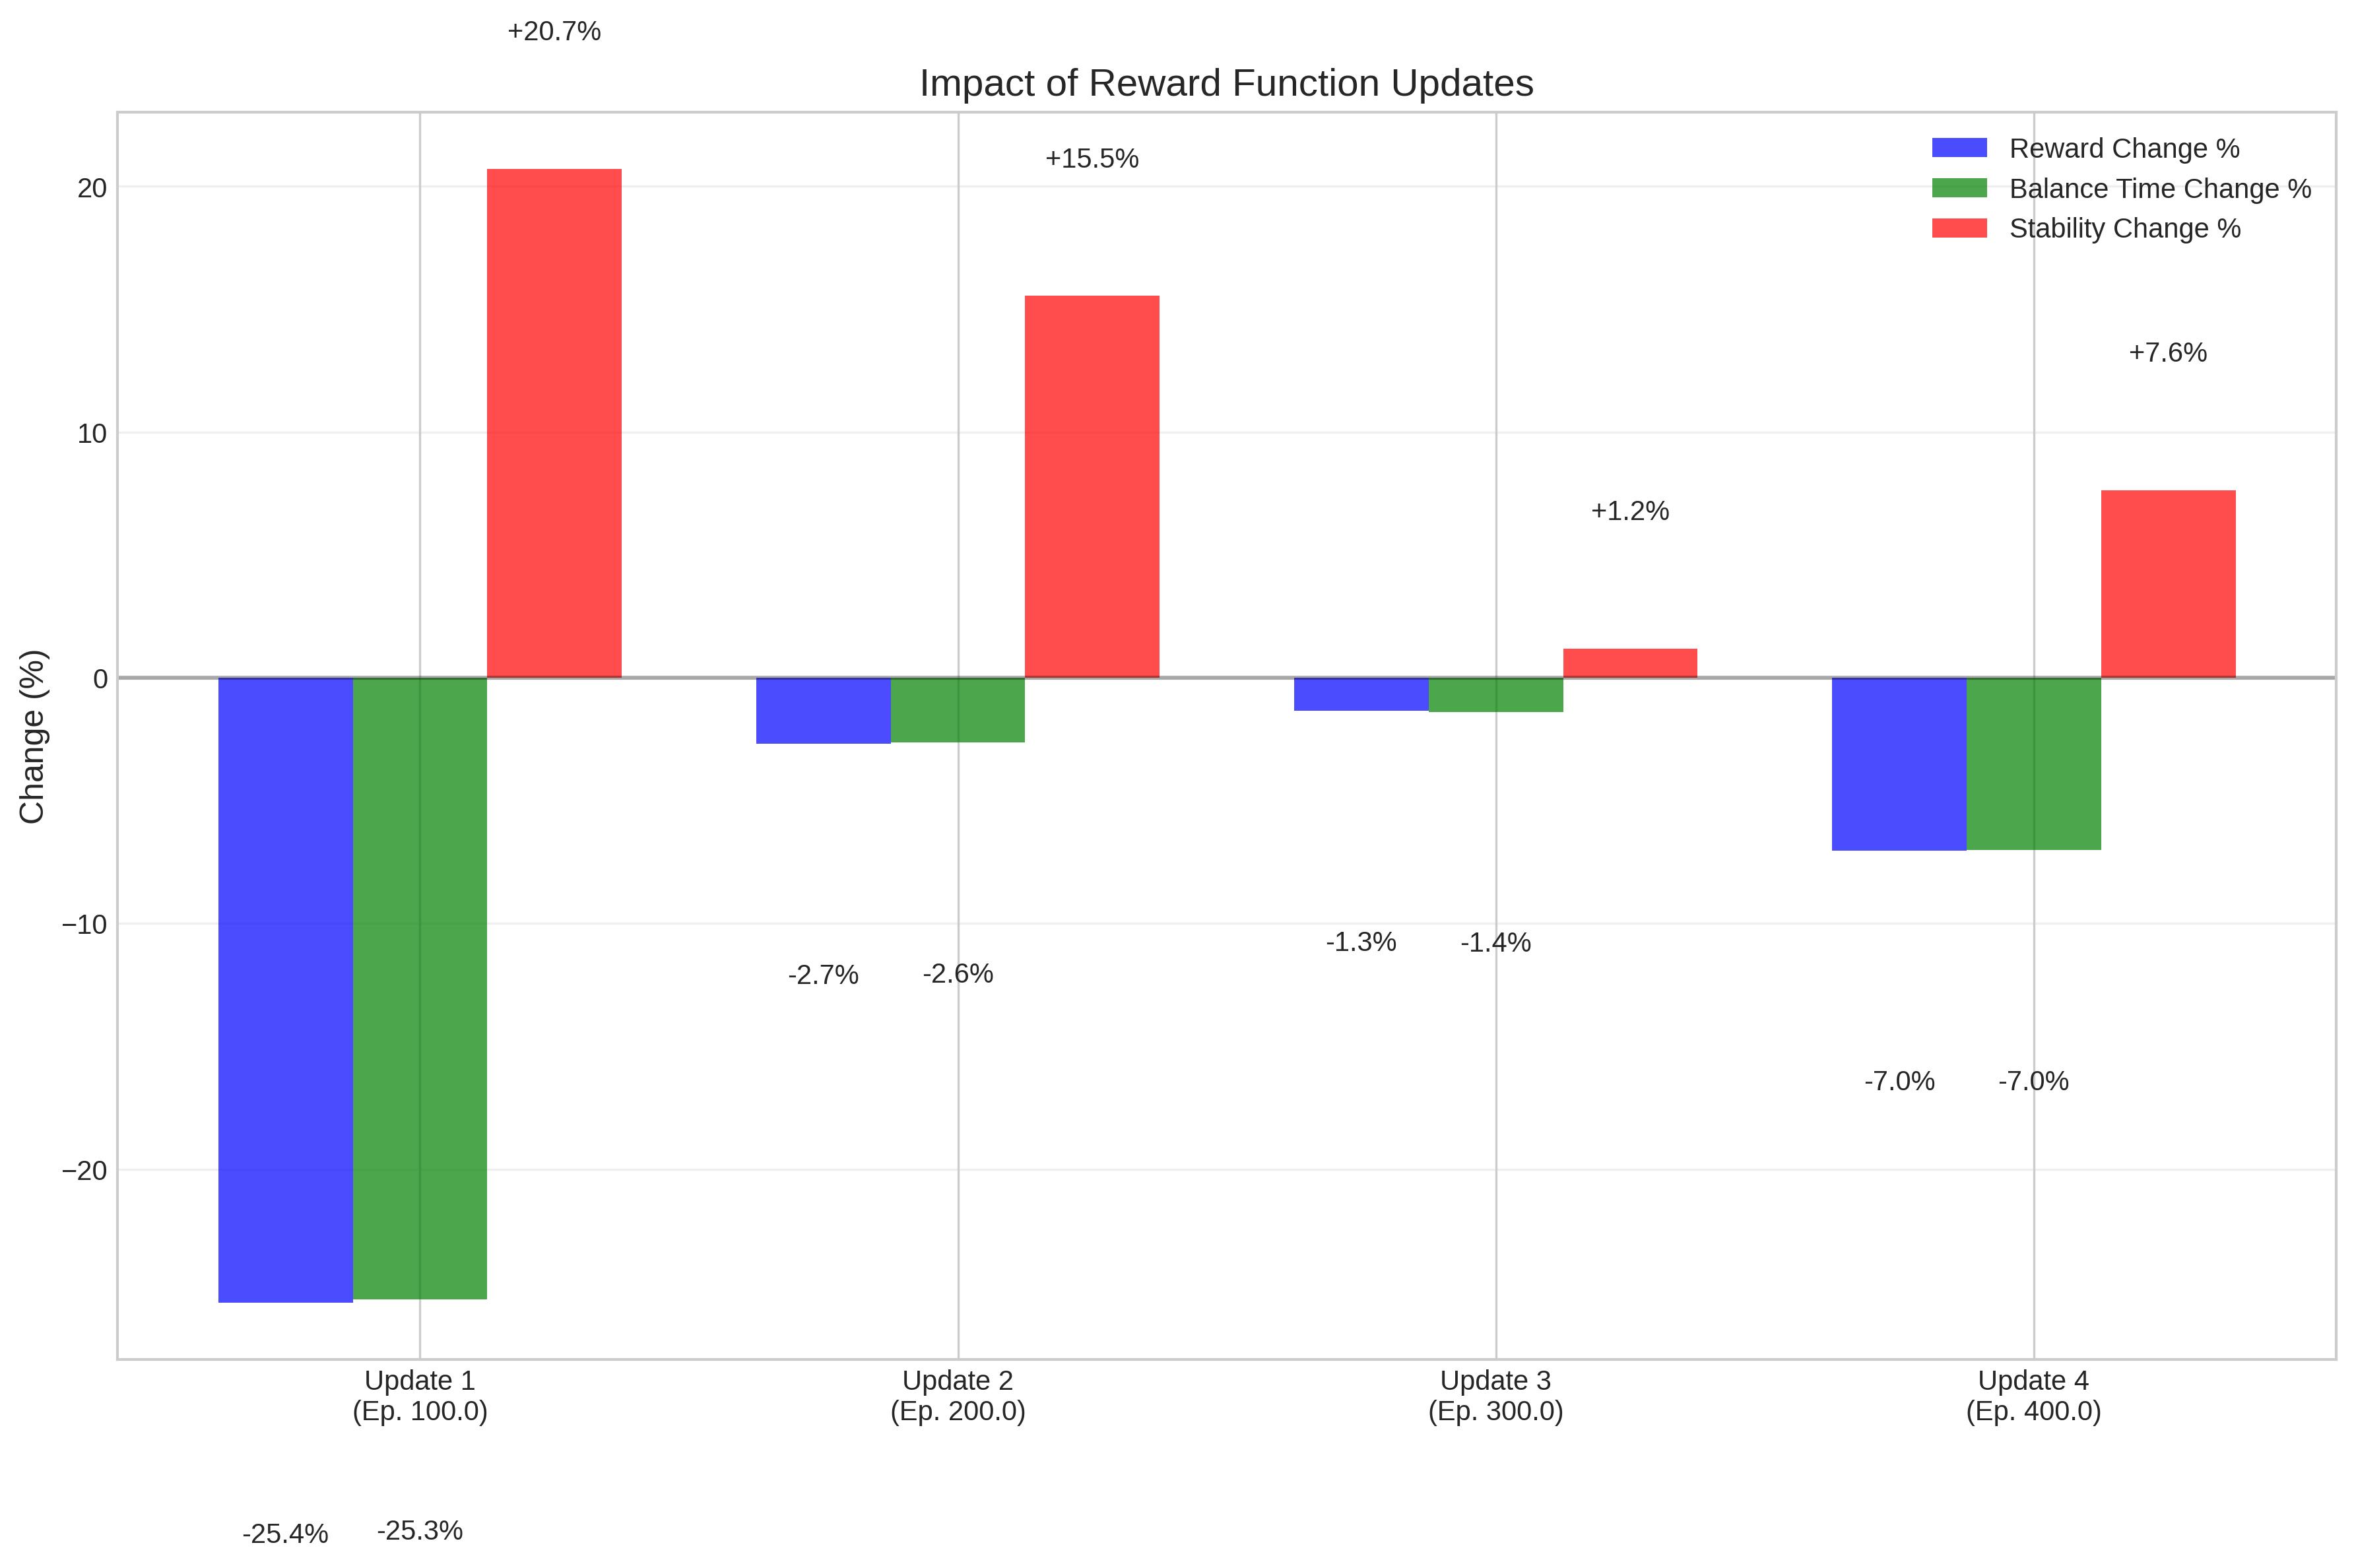 +20.7%
Impact of Reward Function Updates
Reward Change %
Balance Time Change %
Stability Change %
+15.5%
+7.6%
+1.2%
20
10
0
−10
−20
Change (%)
-1.3%
-1.4%
-2.7%
-2.6%
-7.0%
-7.0%
Update 1
(Ep. 100.0)
Update 2
(Ep. 200.0)
Update 3
(Ep. 300.0)
Update 4
(Ep. 400.0)
-25.4%
-25.3%